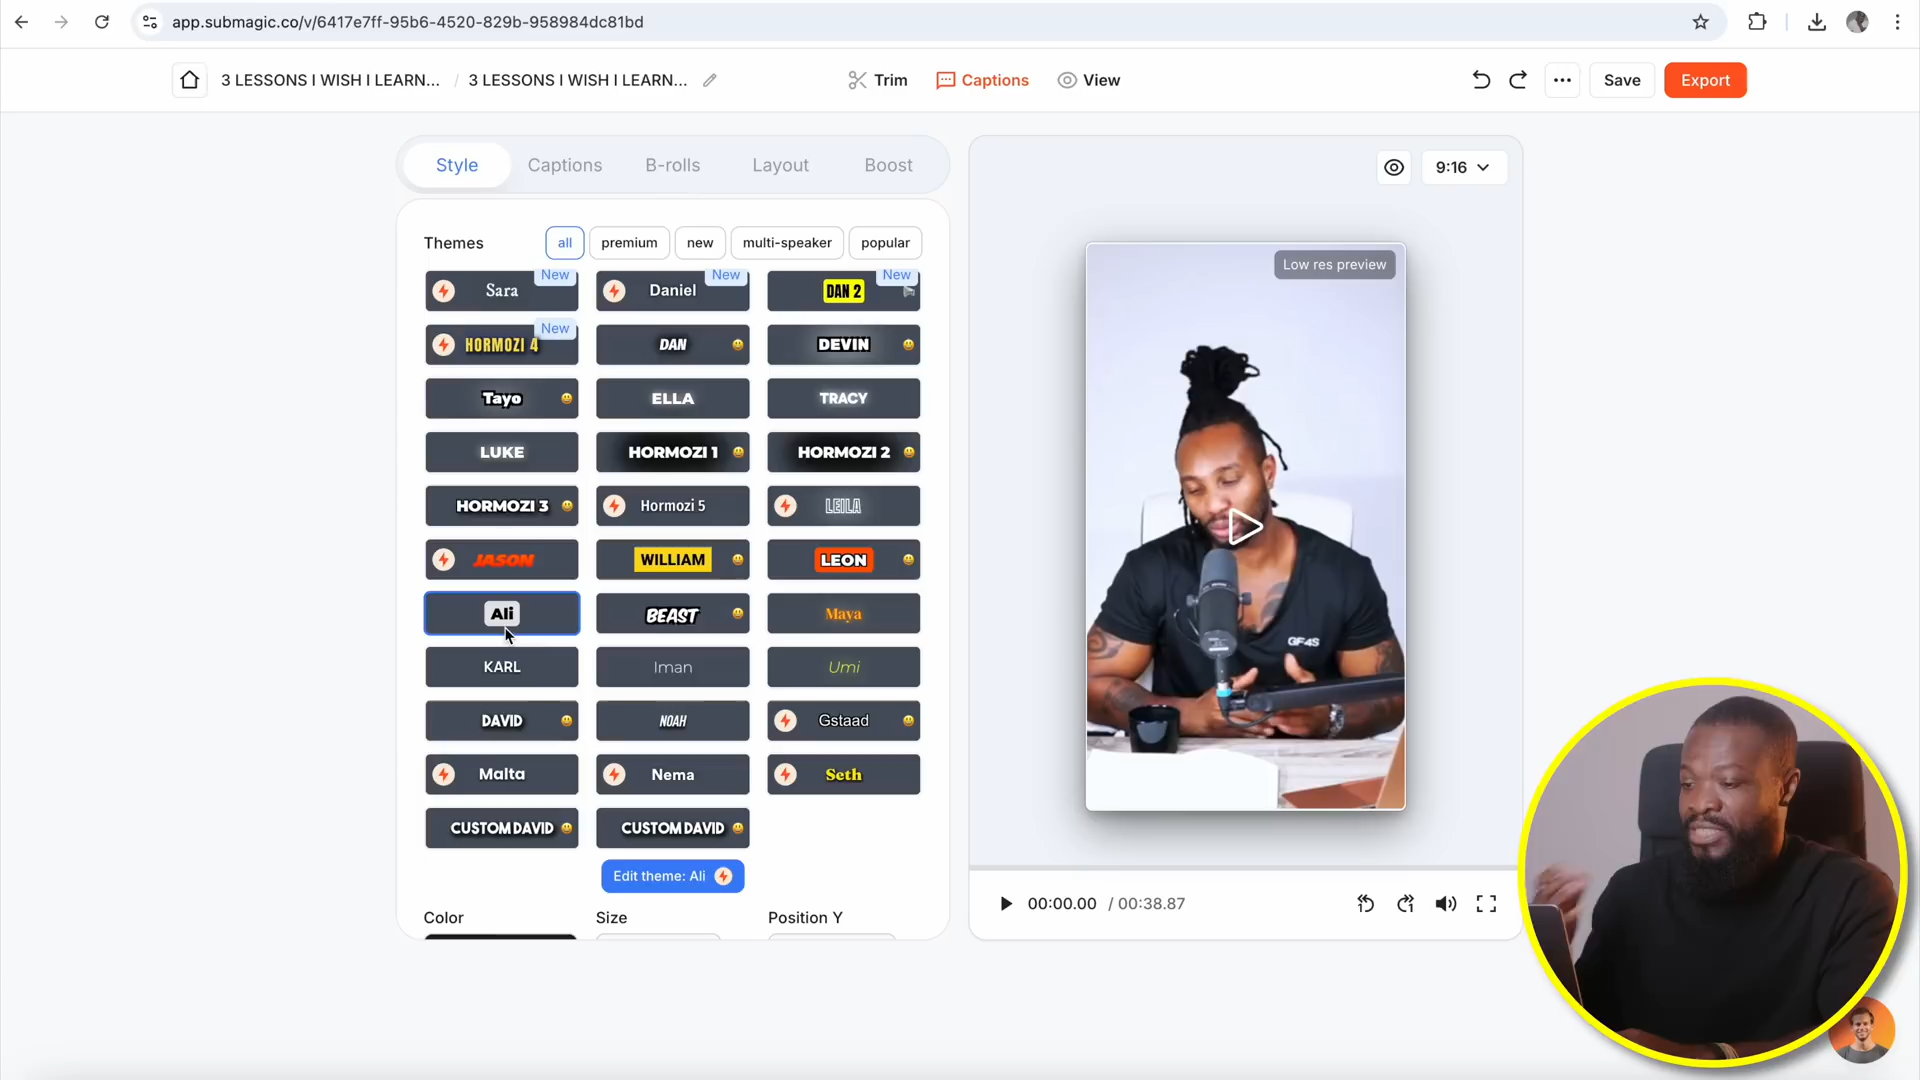 app.submagic.co/v/6417e7ff-95b6-4520-829b-958984dc81bd
3 LESSONS I WISH I LEARN... / 3 LESSONS I WISH I LEARN...
Trim
Captions
View
Save
Export
Style
Captions
B-rolls
Layout
Boost
9:16
Themes
all
premium
new
multi-speaker
popular
Low res preview
Sara New
Daniel New
DAN 2 New
HORMOZI 4 New
DAN
DEVIN
Tayo
ELLA
TRACY
LUKE
HORMOZI 1
HORMOZI 2
HORMOZI 3
Hormozi 5
LEILA
JASON
WILLIAM
LEON
Ali
BEAST
Maya
KARL
Iman
Umi
DAVID
NOAH
Gstaad
Malta
Nema
Seth
CUSTOM DAVID
CUSTOM DAVID
Edit theme: Ali
Color
Size
Position Y
GF4S
00:00.00 / 00:38.87